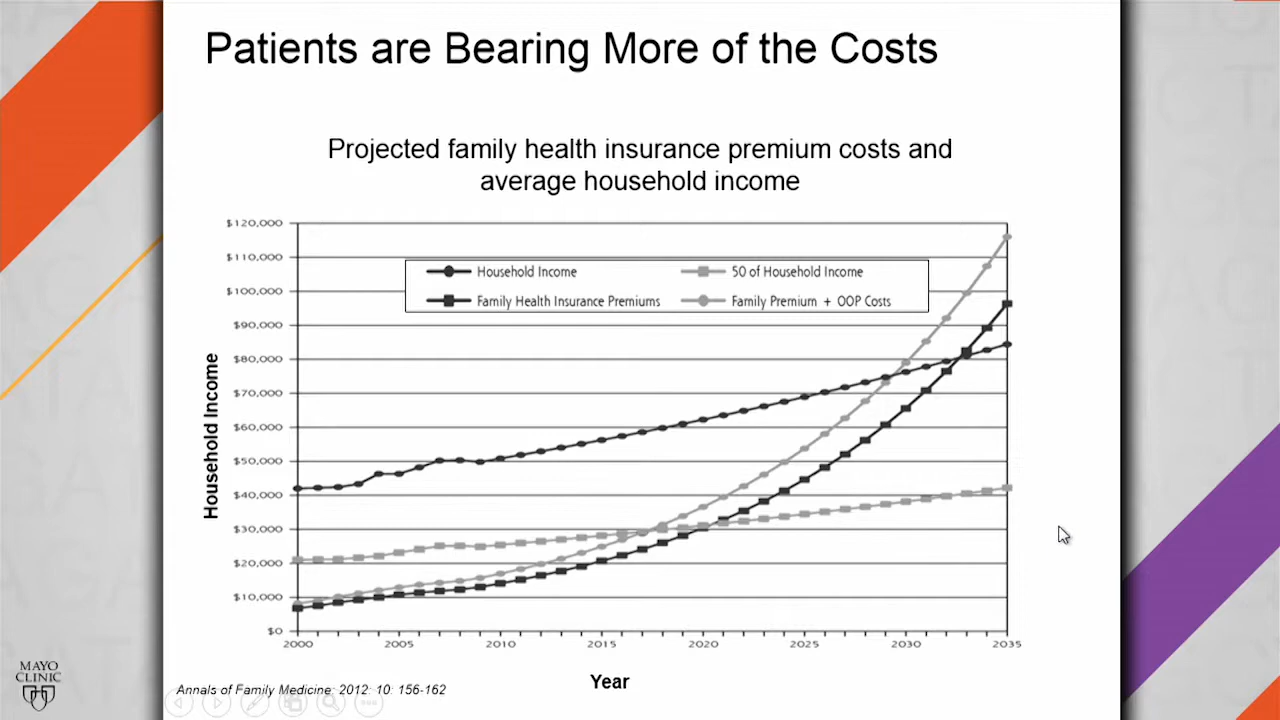 Patients are Bearing More of the Costs
Projected family health insurance premium costs and
average household income
$120,000
$110,000
$100,000
$90,000
$80,000
$70,000
$60,000
$50,000
$40,000
$30,000
$20,000
$10,000
$0
Household Income
50 of Household Income
Family Health Insurance Premiums
Family Premium + OOP Costs
Household Income
2000
2005
2010
2015
2020
2025
2030
2035
Year
Annals of Family Medicine: 2012: 10: 156-162
MAYO
CLINIC